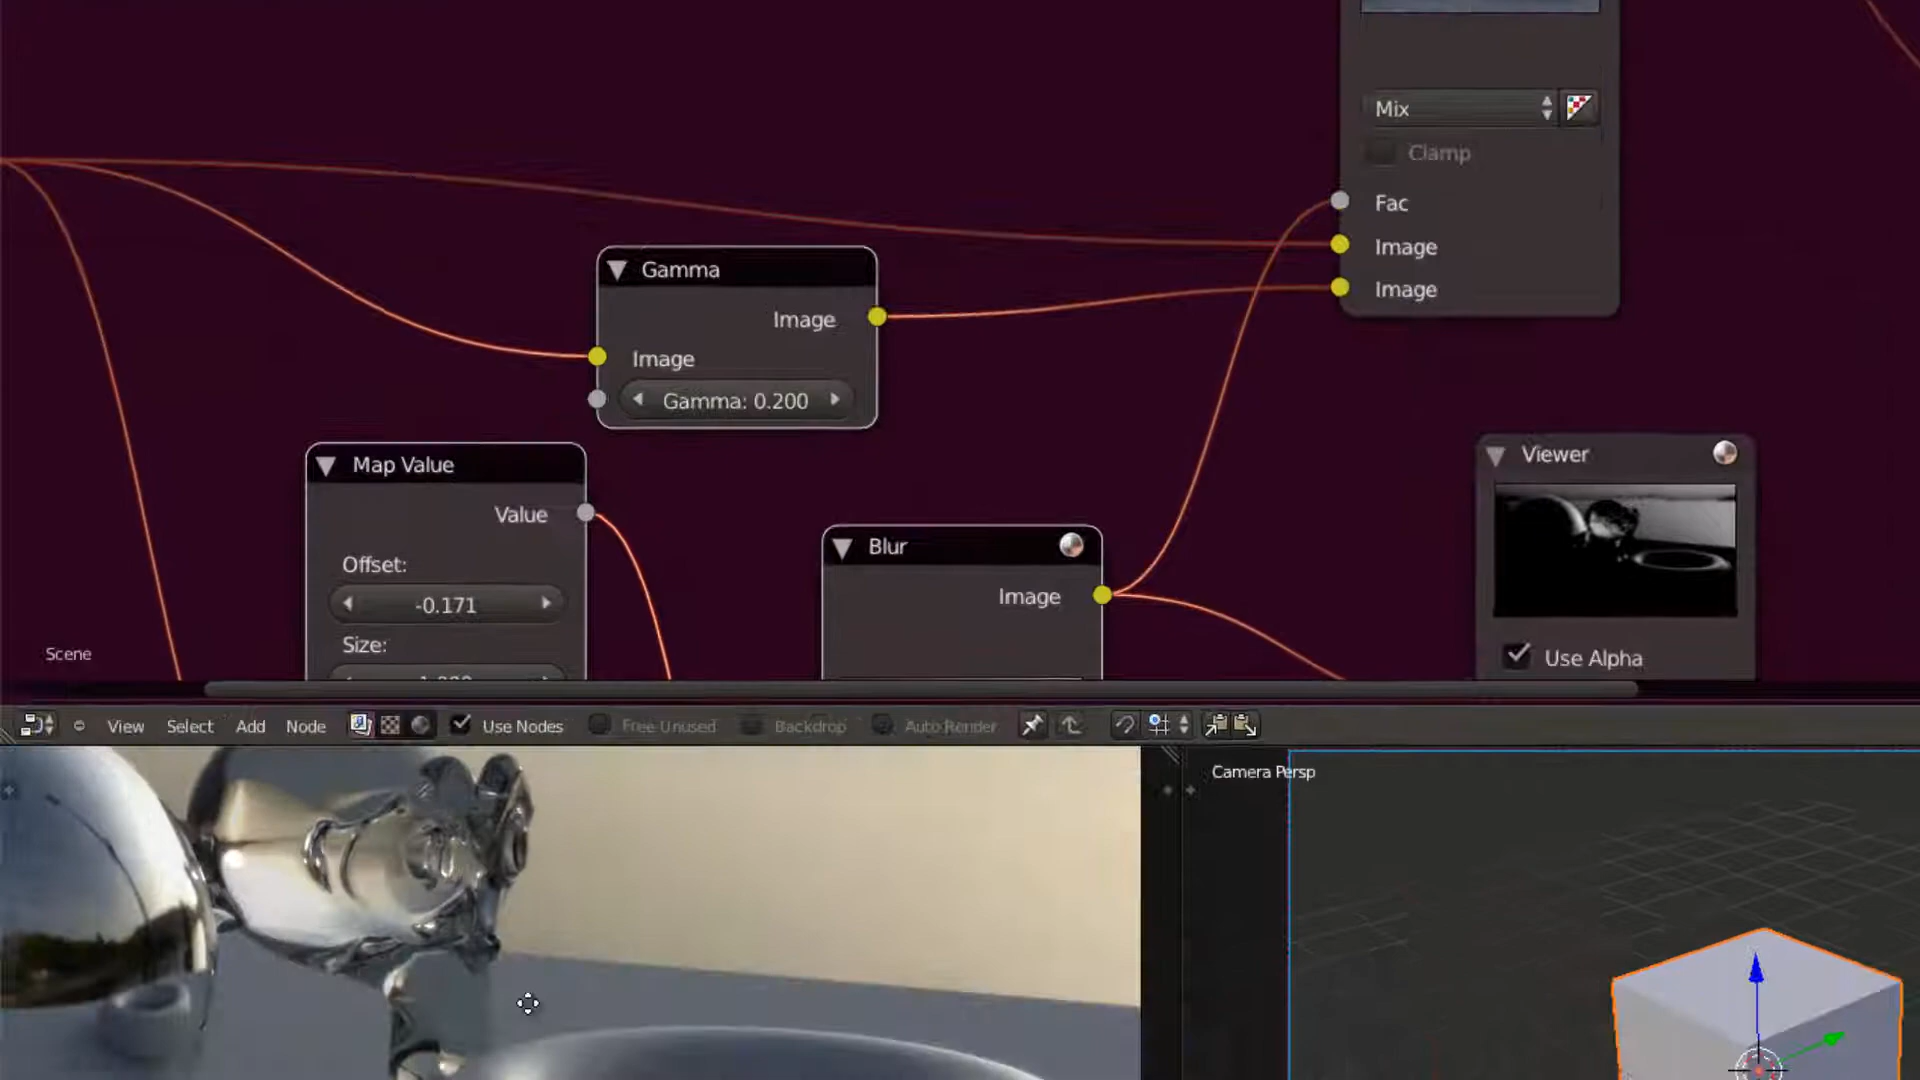 Mix
Clamp
Fac
Image
Image
Gamma
Image
Image
Gamma: 0.200
Map Value
Value
Offset:
-0.171
Size:
Blur
Image
Viewer
Use Alpha
Scene
View Select Add Node Use Nodes Free Unused Backdrop Auto Render
Camera Persp